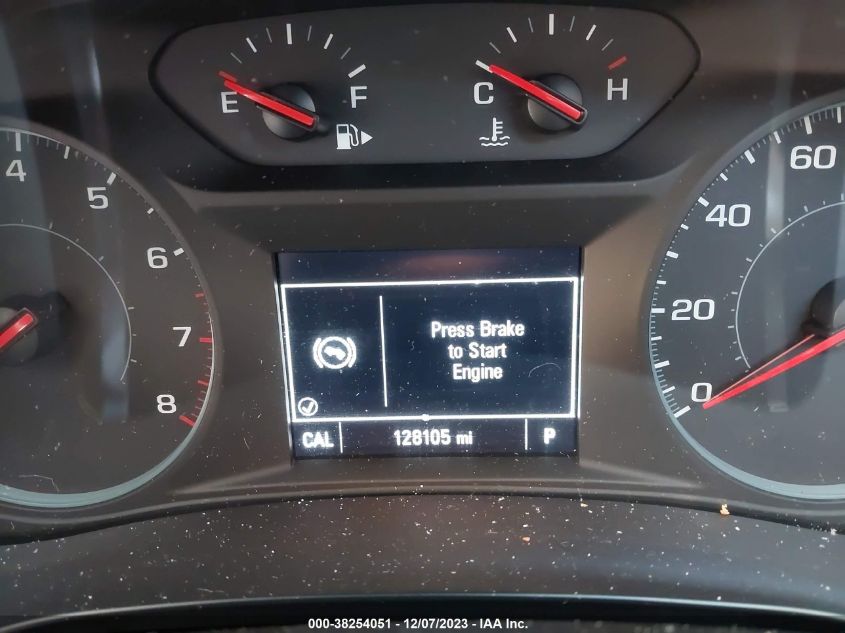 E F
C H
4
5
6
7
8
60
40
20
0
Press Brake
to Start
Engine
CAL 128105 mi P
000-38254051 - 12/07/2023 - IAA Inc.